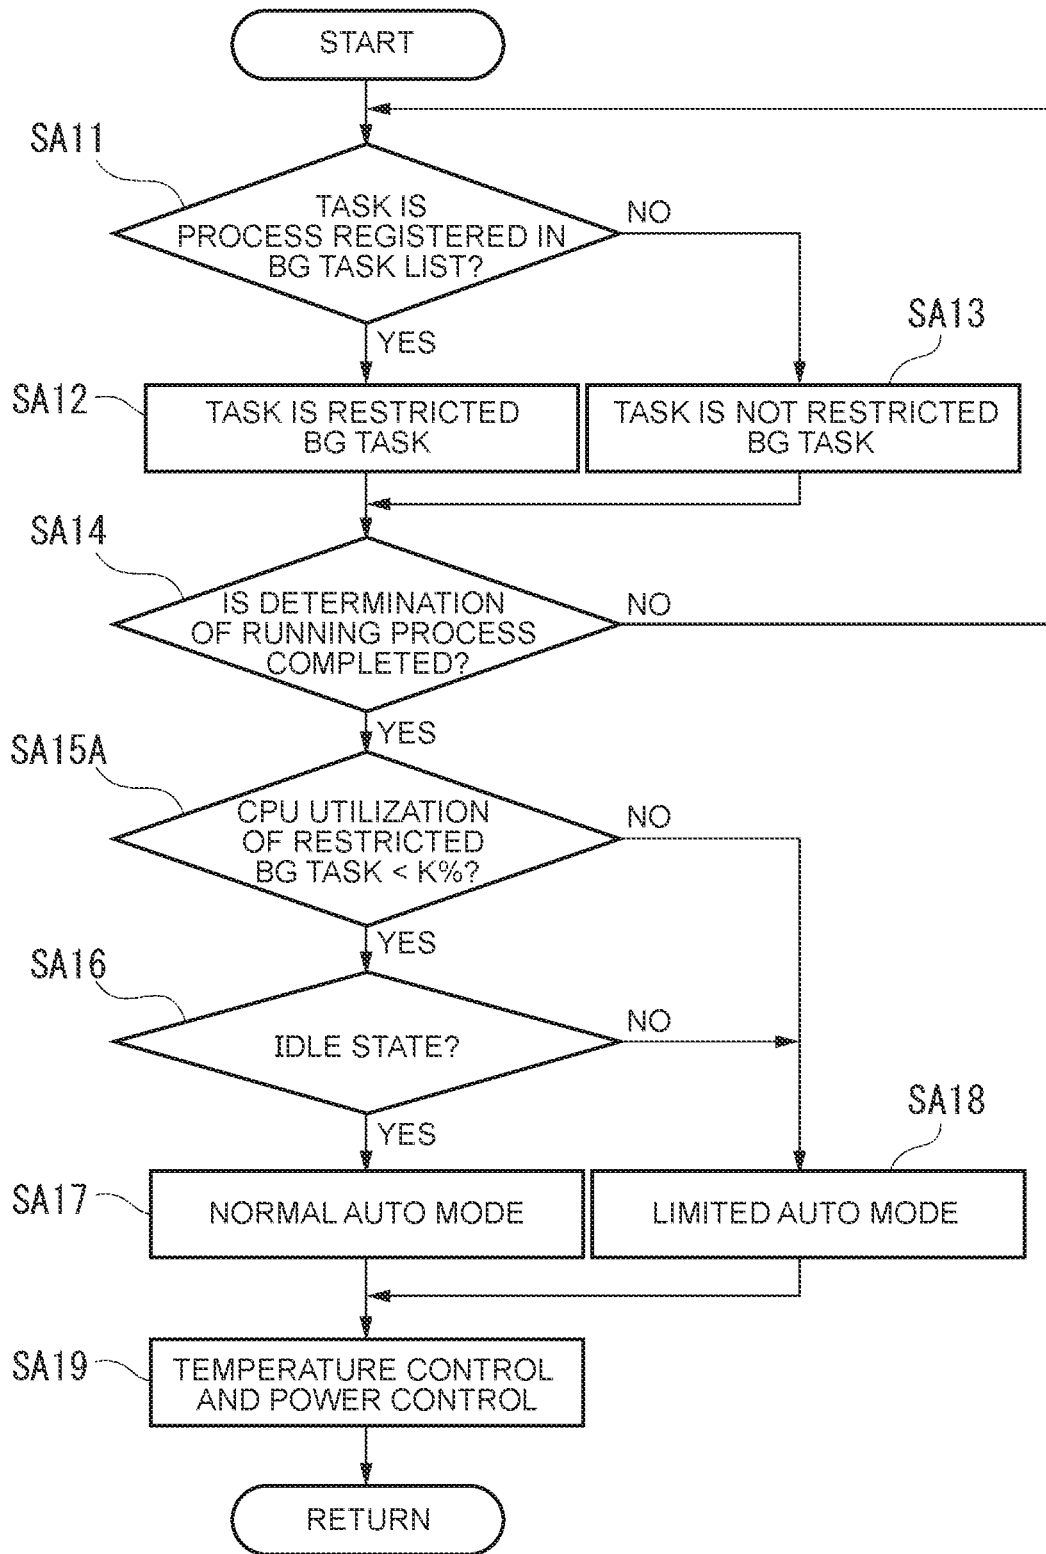 START
SA11
TASK IS
PROCESS REGISTERED IN
BG TASK LIST?
NO
YES
SA13
SA12
TASK IS RESTRICTED
BG TASK
TASK IS NOT RESTRICTED
BG TASK
SA14
IS DETERMINATION
OF RUNNING PROCESS
COMPLETED?
NO
YES
SA15A
CPU UTILIZATION
OF RESTRICTED
BG TASK < K%?
NO
YES
SA16
IDLE STATE?
NO
YES
SA18
SA17
NORMAL AUTO MODE
LIMITED AUTO MODE
SA19
TEMPERATURE CONTROL
AND POWER CONTROL
RETURN